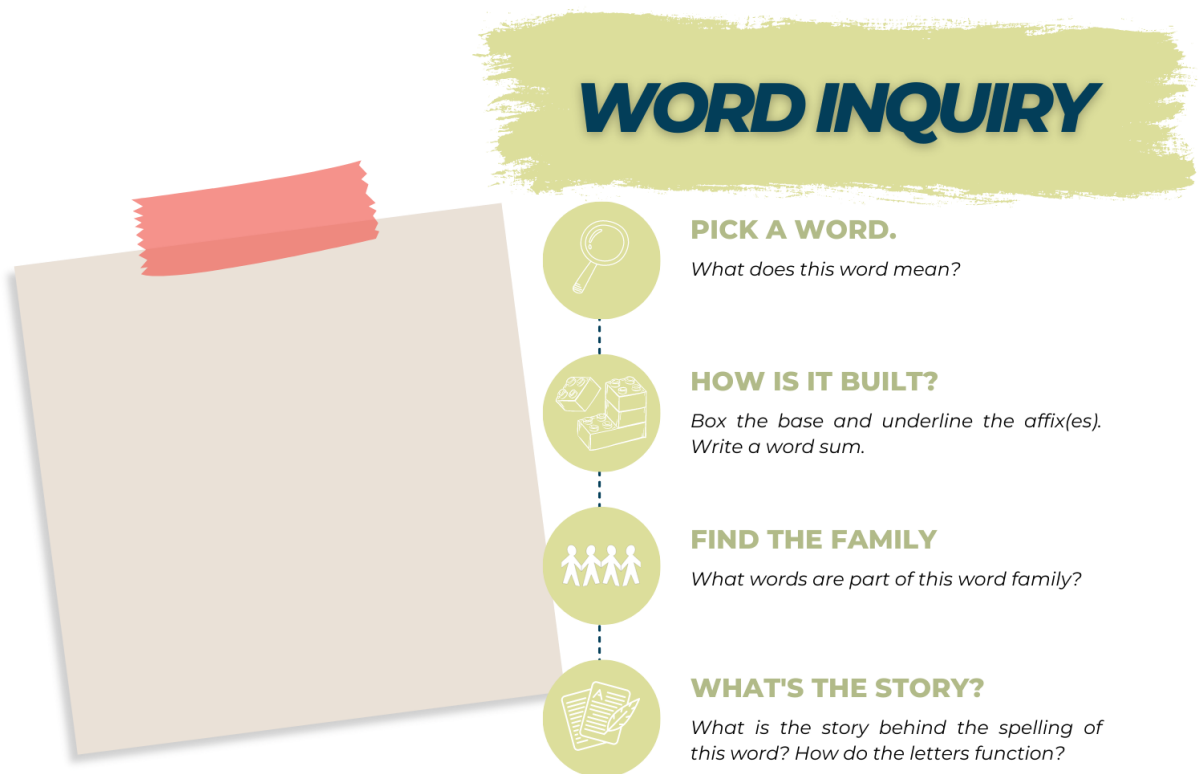 WORD INQUIRY
PICK A WORD.
What does this word mean?
HOW IS IT BUILT?
Box the base and underline the affix(es).
Write a word sum.
FIND THE FAMILY
What words are part of this word family?
WHAT'S THE STORY?
What is the story behind the spelling of
this word? How do the letters function?
A